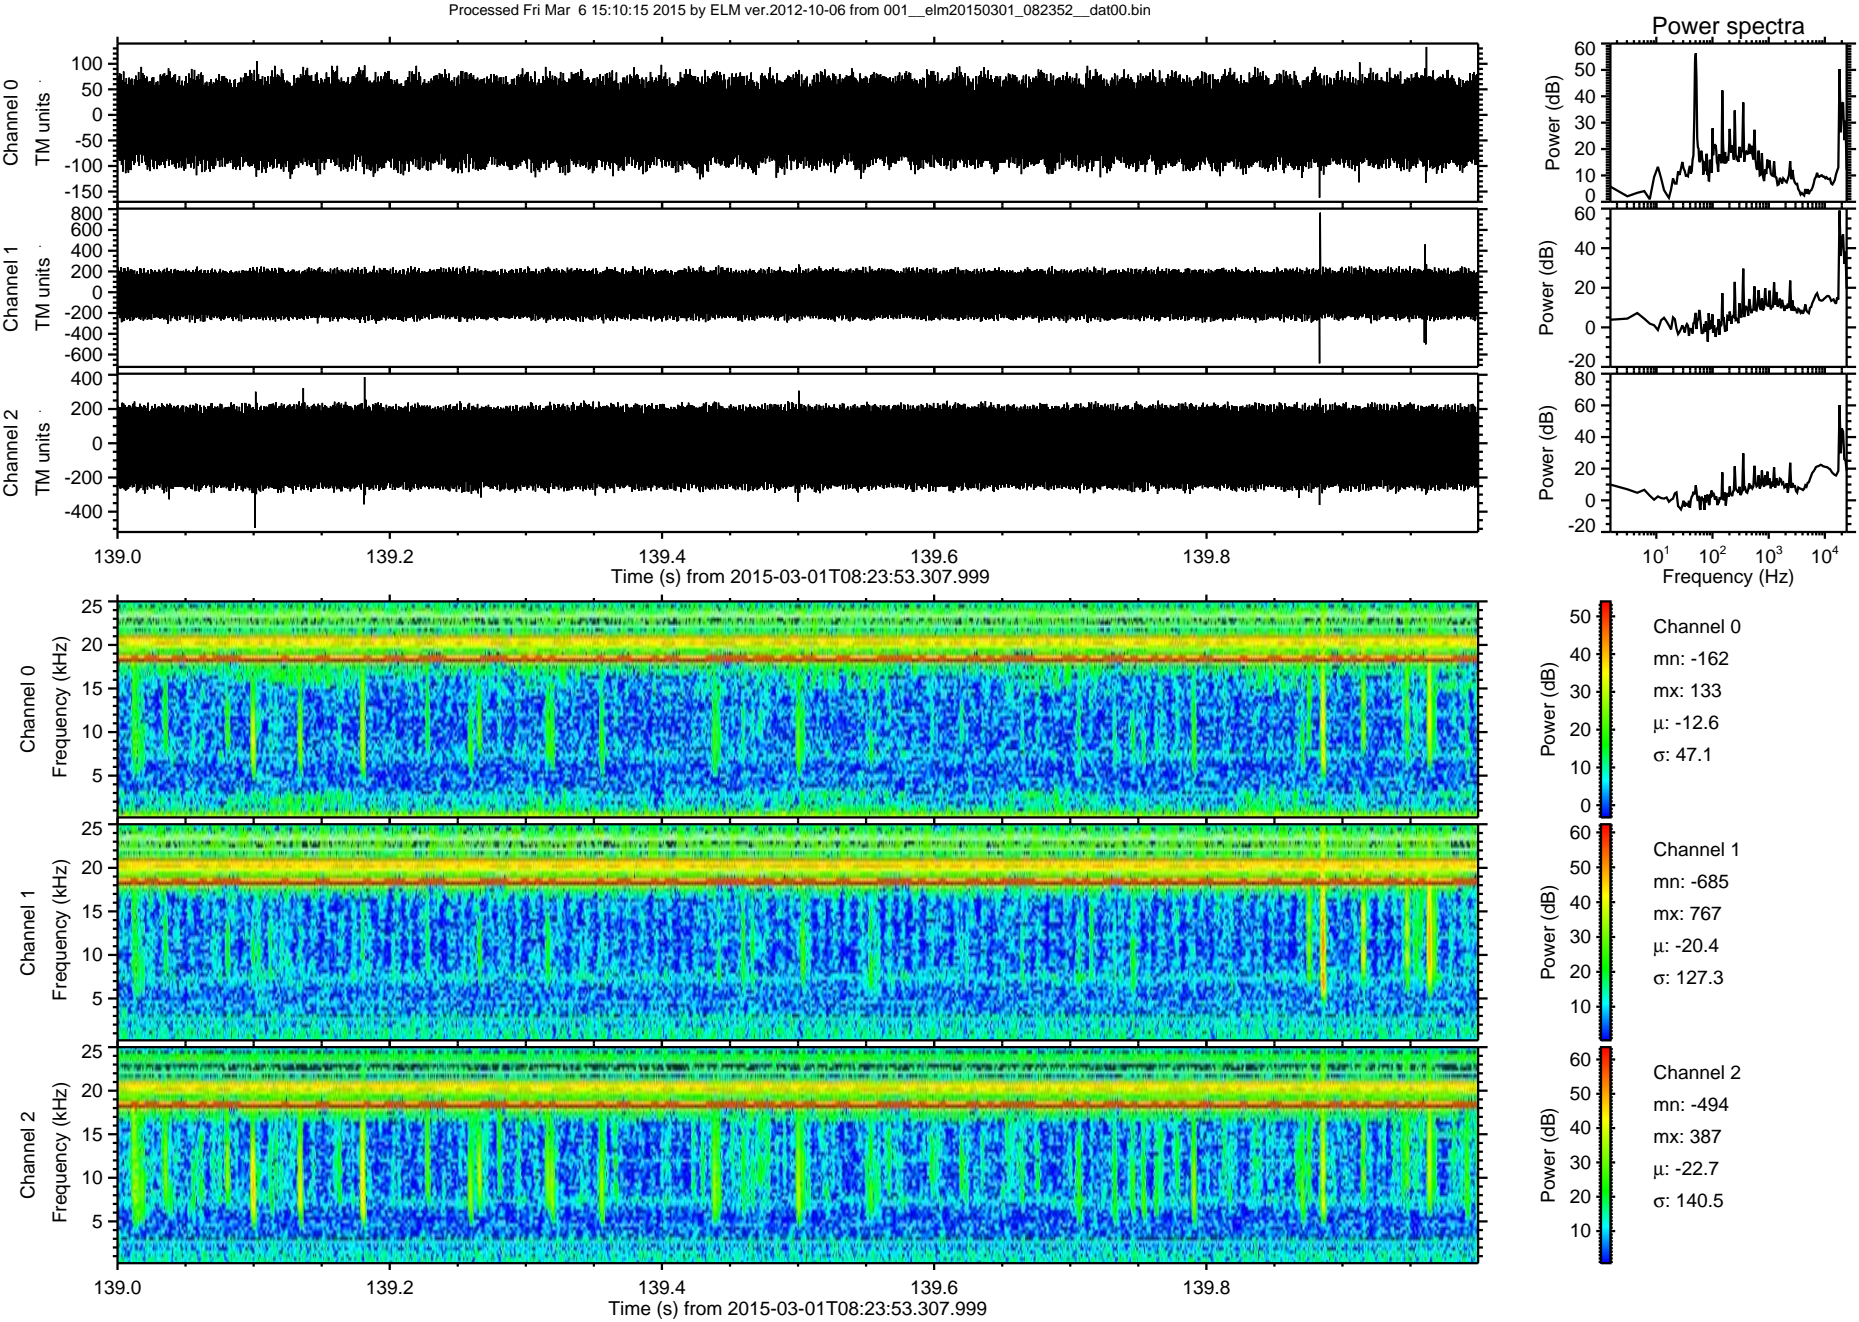 Processed Fri Mar 6 15:10:15 2015 by ELM ver.2012-10-06 from 001__elm20150301_082352__dat00.bin
Power spectra
Channel 0
TM units
100
50
0
-50
-100
-150
Power (dB)
60
50
40
30
20
10
0
Channel 1
TM units
800
600
400
200
0
-200
-400
-600
Power (dB)
60
40
20
0
-20
Channel 2
TM units
400
200
0
-200
-400
Power (dB)
80
60
40
20
0
-20
139.0 139.2 139.4 139.6 139.8
Time (s) from 2015-03-01T08:23:53.307.999
10¹ 10² 10³ 10⁴
Frequency (Hz)
Channel 0
Frequency (kHz)
25
20
15
10
5
Power (dB)
50
40
30
20
10
0
Channel 0
mn: -162
mx: 133
µ: -12.6
σ: 47.1
Channel 1
Frequency (kHz)
25
20
15
10
5
Power (dB)
60
50
40
30
20
10
Channel 1
mn: -685
mx: 767
µ: -20.4
σ: 127.3
Channel 2
Frequency (kHz)
25
20
15
10
5
Power (dB)
60
50
40
30
20
10
Channel 2
mn: -494
mx: 387
µ: -22.7
σ: 140.5
139.0 139.2 139.4 139.6 139.8
Time (s) from 2015-03-01T08:23:53.307.999